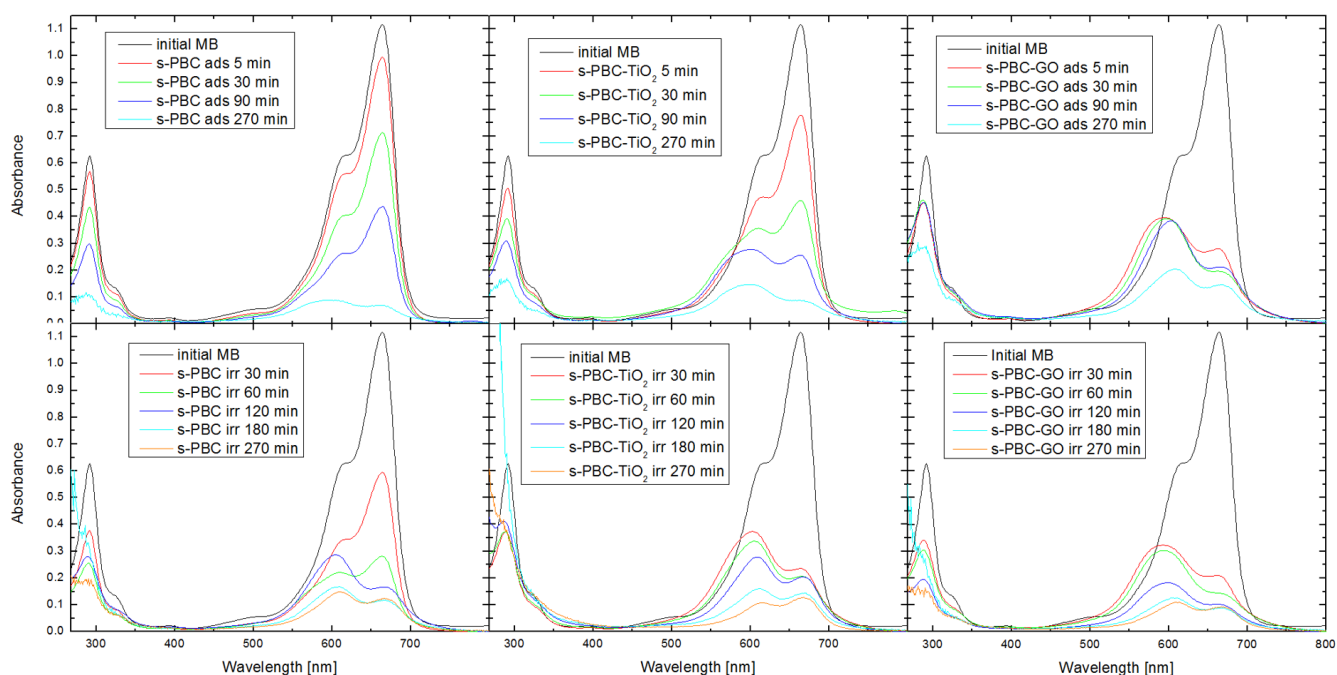 1.1
1.0
0.9
0.8
0.7
0.6
0.5
0.4
0.3
0.2
0.1
0.0
Absorbance
initial MB
s-PBC ads 5 min
s-PBC ads 30 min
s-PBC ads 90 min
s-PBC ads 270 min
initial MB
s-PBC-TiO₂ 5 min
s-PBC-TiO₂ 30 min
s-PBC-TiO₂ 90 min
s-PBC-TiO₂ 270 min
initial MB
s-PBC-GO ads 5 min
s-PBC-GO ads 30 min
s-PBC-GO ads 90 min
s-PBC-GO ads 270 min
1.1
1.0
0.9
0.8
0.7
0.6
0.5
0.4
0.3
0.2
0.1
0.0
Absorbance
initial MB
s-PBC irr 30 min
s-PBC irr 60 min
s-PBC irr 120 min
s-PBC irr 180 min
s-PBC irr 270 min
initial MB
s-PBC-TiO₂ irr 30 min
s-PBC-TiO₂ irr 60 min
s-PBC-TiO₂ irr 120 min
s-PBC-TiO₂ irr 180 min
s-PBC-TiO₂ irr 270 min
Initial MB
s-PBC-GO irr 30 min
s-PBC-GO irr 60 min
s-PBC-GO irr 120 min
s-PBC-GO irr 180 min
s-PBC-GO irr 270 min
300 400 500 600 700 300 400 500 600 700 300 400 500 600 700 800
Wavelength [nm] Wavelength [nm] Wavelength [nm]